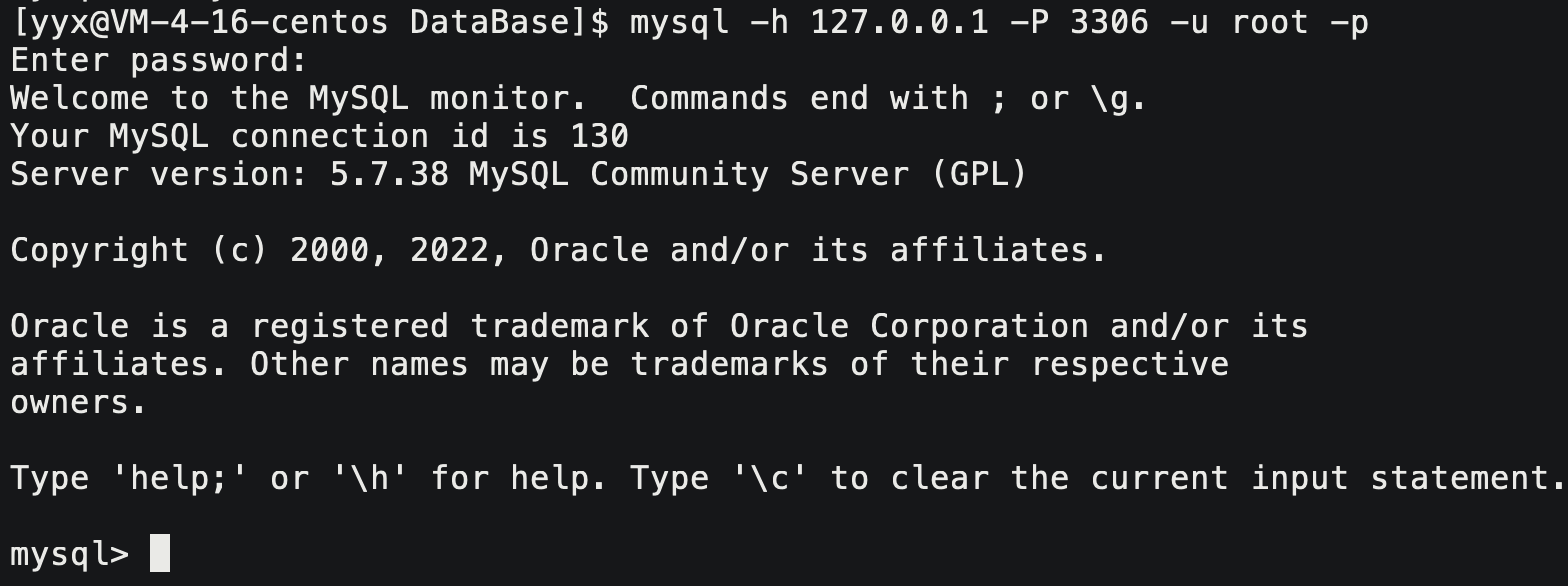 [yyx@VM-4-16-centos DataBase]$ mysql -h 127.0.0.1 -P 3306 -u root -p
Enter password:
Welcome to the MySQL monitor.  Commands end with ; or \g.
Your MySQL connection id is 130
Server version: 5.7.38 MySQL Community Server (GPL)

Copyright (c) 2000, 2022, Oracle and/or its affiliates.

Oracle is a registered trademark of Oracle Corporation and/or its
affiliates. Other names may be trademarks of their respective
owners.

Type 'help;' or '\h' for help. Type '\c' to clear the current input statement.

mysql>